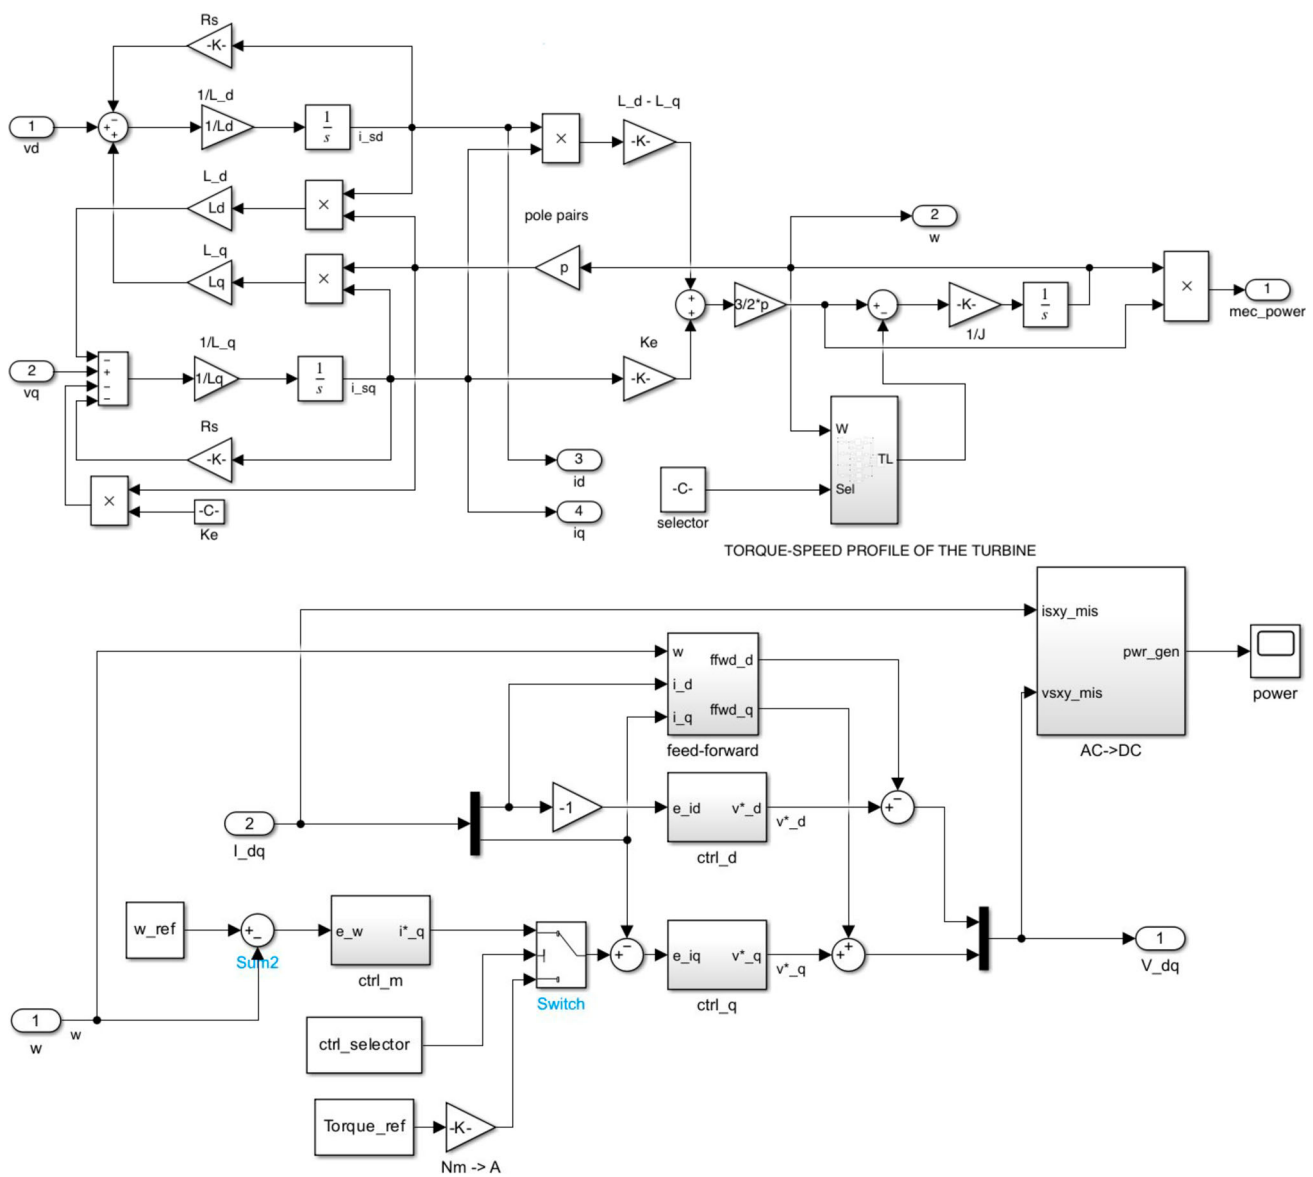 Rs
-K-
1/L_d
1
vd
1/Ld
1
s
i_sd
×
L_d - L_q
-K-
L_d
Ld
×
pole pairs
2
w
L_q
Lq
×
p
3/2*p
-K-
1/J
1
s
×
1
mec_power
1/L_q
2
vq
1/Lq
1
s
i_sq
Ke
-K-
Rs
-K-
W
TL
Sel
3
id
-C-
selector
×
-C-
Ke
4
iq
TORQUE-SPEED PROFILE OF THE TURBINE
isxy_mis
pwr_gen
vsxy_mis
AC->DC
power
w
i_d
i_q
ffwd_d
ffwd_q
feed-forward
-1
e_id
v*_d
v*_d
ctrl_d
2
I_dq
w_ref
Sum2
e_w
i*_q
ctrl_m
Switch
e_iq
v*_q
v*_q
ctrl_q
1
V_dq
1
w
w
ctrl_selector
Torque_ref
-K-
Nm -> A